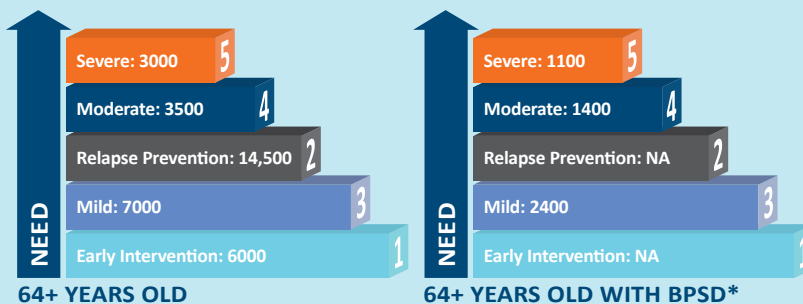 NEED
Severe: 3000
5
Moderate: 3500
4
Relapse Prevention: 14,500
2
Mild: 7000
3
Early Intervention: 6000
1
64+ YEARS OLD
NEED
Severe: 1100
5
Moderate: 1400
4
Relapse Prevention: NA
2
Mild: 2400
3
Early Intervention: NA
1
64+ YEARS OLD WITH BPSD*